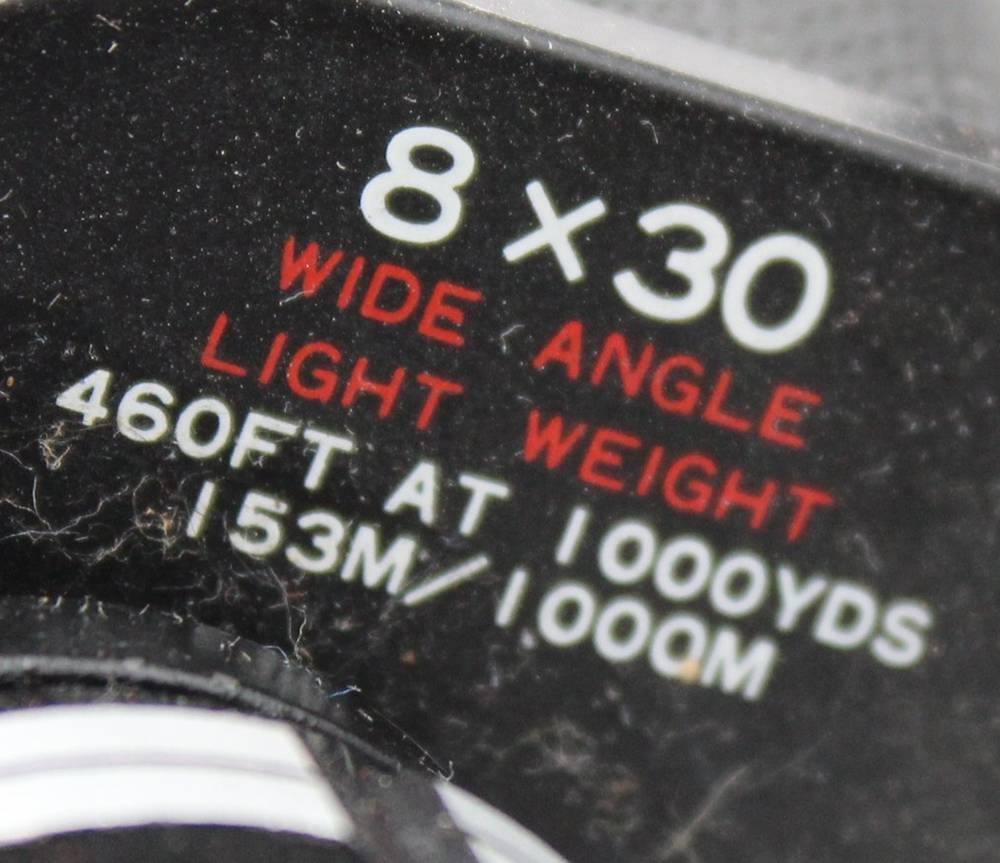 8×30
WIDE ANGLE
LIGHT WEIGHT
460FT AT 1000YDS
153M/1000M